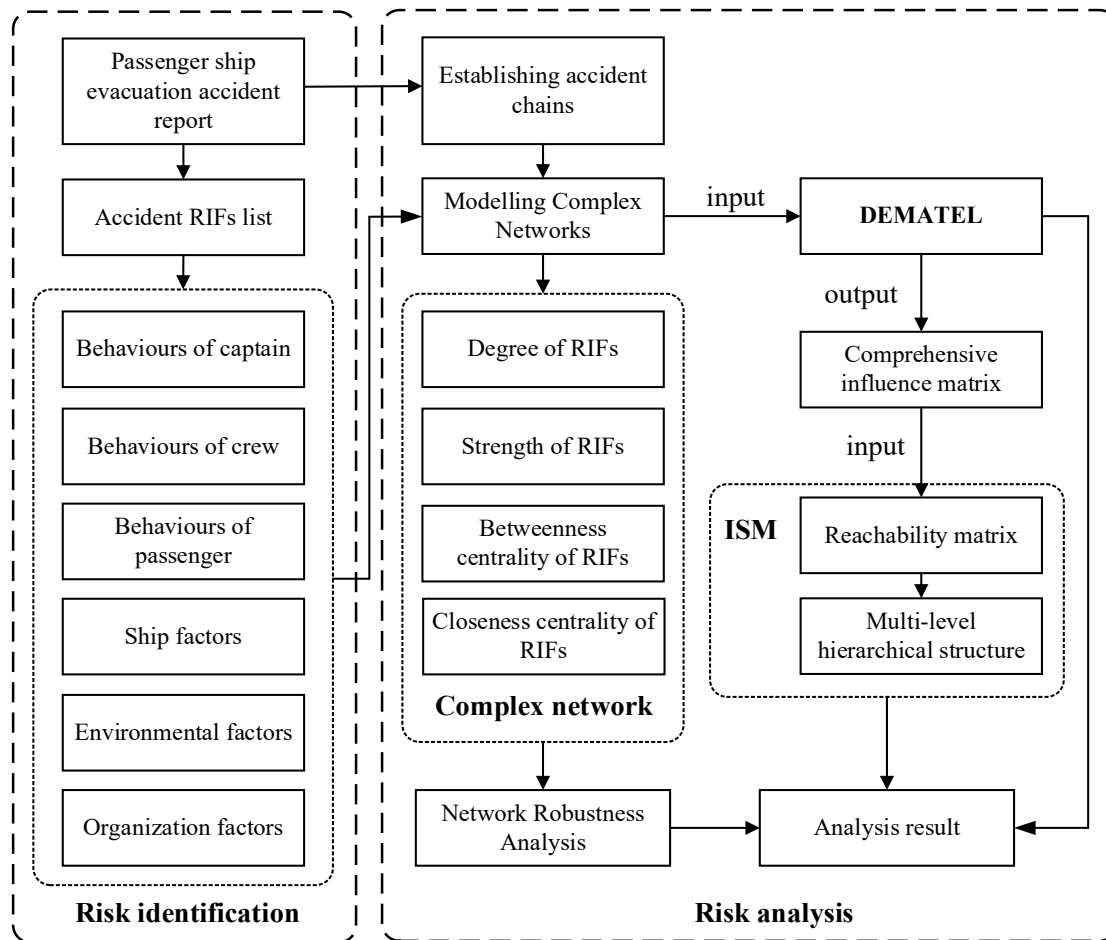 Passenger ship
evacuation accident
report
Accident RIFs list
Behaviours of captain
Behaviours of crew
Behaviours of
passenger
Ship factors
Environmental factors
Organization factors
Risk identification
Establishing accident
chains
Modelling Complex
Networks
input
DEMATEL
output
Comprehensive
influence matrix
input
ISM
Reachability matrix
Multi-level
hierarchical structure
Degree of RIFs
Strength of RIFs
Betweenness
centrality of RIFs
Closeness centrality of
RIFs
Complex network
Network Robustness
Analysis
Analysis result
Risk analysis